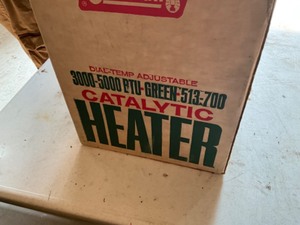 DIAL-TEMP ADJUSTABLE
3000-5000 BTU-GREEN-513-700
CATALYTIC
HEATER